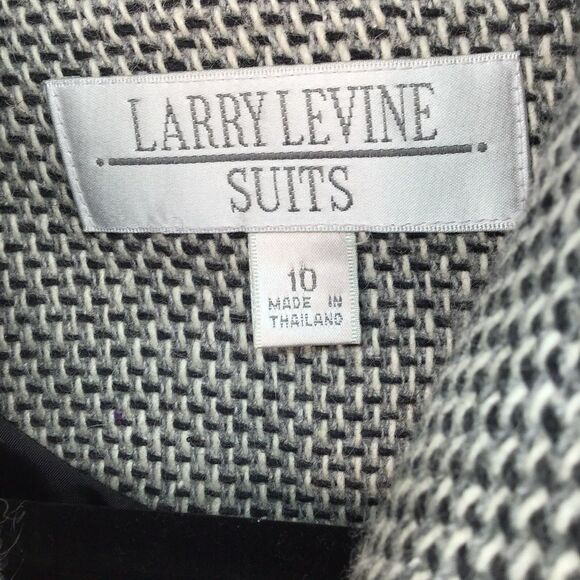 LARRY LEVINE
SUITS
10
MADE IN
THAILAND